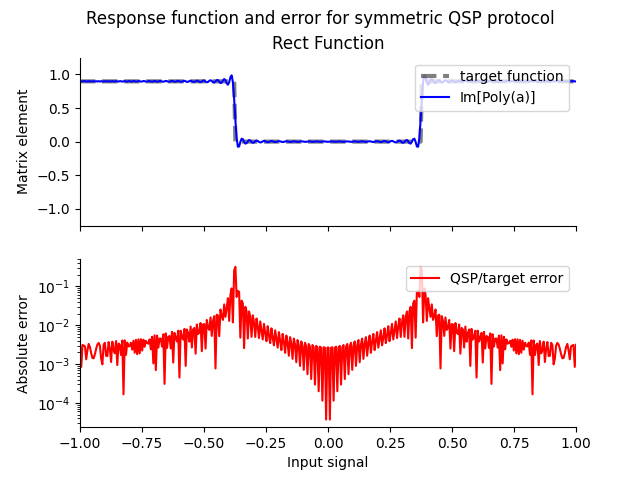 Response function and error for symmetric QSP protocol
Rect Function
Matrix element
1.0
0.5
0.0
−0.5
−1.0
target function
Im[Poly(a)]
Absolute error
10⁻¹
10⁻²
10⁻³
10⁻⁴
QSP/target error
−1.00 −0.75 −0.50 −0.25 0.00 0.25 0.50 0.75 1.00
Input signal